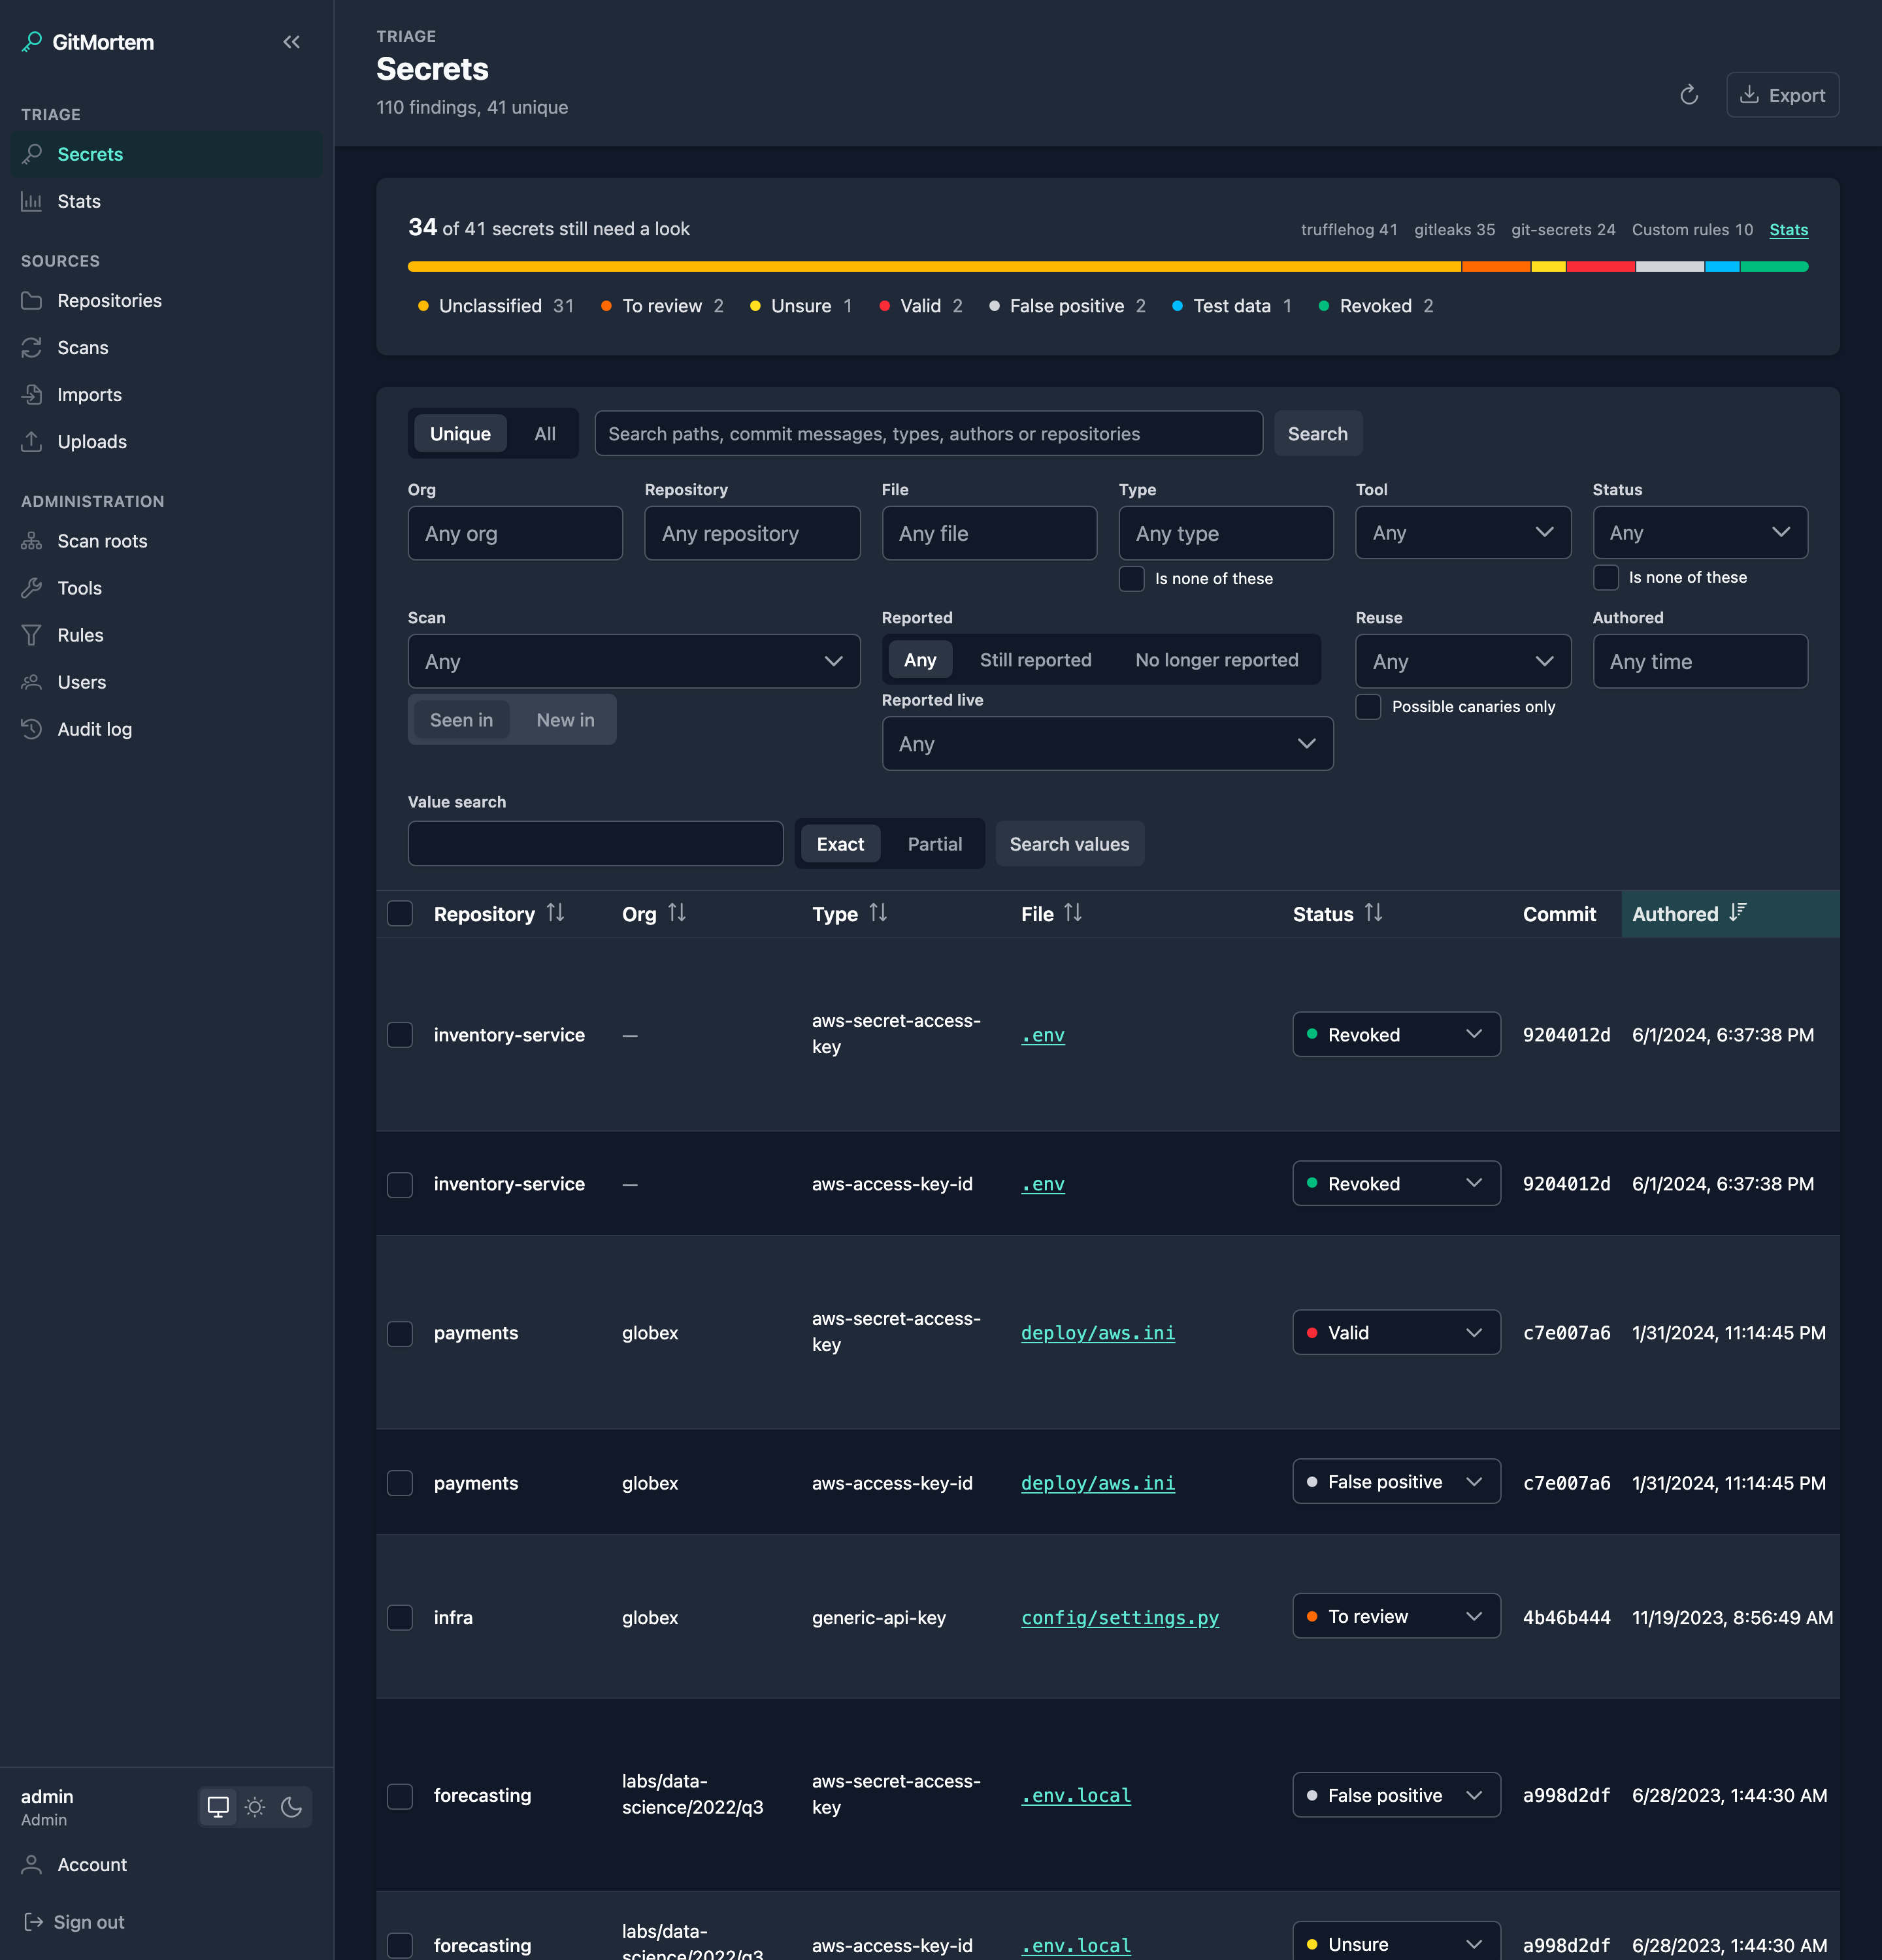 GitMortem
TRIAGE
Secrets
Stats
SOURCES
Repositories
Scans
Imports
Uploads
ADMINISTRATION
Scan roots
Tools
Rules
Users
Audit log
admin
Admin
Account
Sign out
TRIAGE
Secrets
110 findings, 41 unique
Export
34 of 41 secrets still need a look
trufflehog 41 gitleaks 35 git-secrets 24 Custom rules 10 Stats
Unclassified 31 To review 2 Unsure 1 Valid 2 False positive 2 Test data 1 Revoked 2
Unique All Search paths, commit messages, types, authors or repositories Search
Org Repository File Type Tool Status
Any org Any repository Any file Any type Any Any
Is none of these Is none of these
Scan Reported Reuse Authored
Any Any Still reported No longer reported Any Any time
Seen in New in Reported live Possible canaries only
Any
Value search
Exact Partial Search values
Repository Org Type File Status Commit Authored
inventory-service — aws-secret-access-
key .env Revoked 9204012d 6/1/2024, 6:37:38 PM
inventory-service — aws-access-key-id .env Revoked 9204012d 6/1/2024, 6:37:38 PM
payments globex aws-secret-access-
key deploy/aws.ini Valid c7e007a6 1/31/2024, 11:14:45 PM
payments globex aws-access-key-id deploy/aws.ini False positive c7e007a6 1/31/2024, 11:14:45 PM
infra globex generic-api-key config/settings.py To review 4b46b444 11/19/2023, 8:56:49 AM
forecasting labs/data-
science/2022/q3 aws-secret-access-
key .env.local False positive a998d2df 6/28/2023, 1:44:30 AM
forecasting labs/data-
science/2022/q3 aws-access-key-id .env.local Unsure a998d2df 6/28/2023, 1:44:30 AM